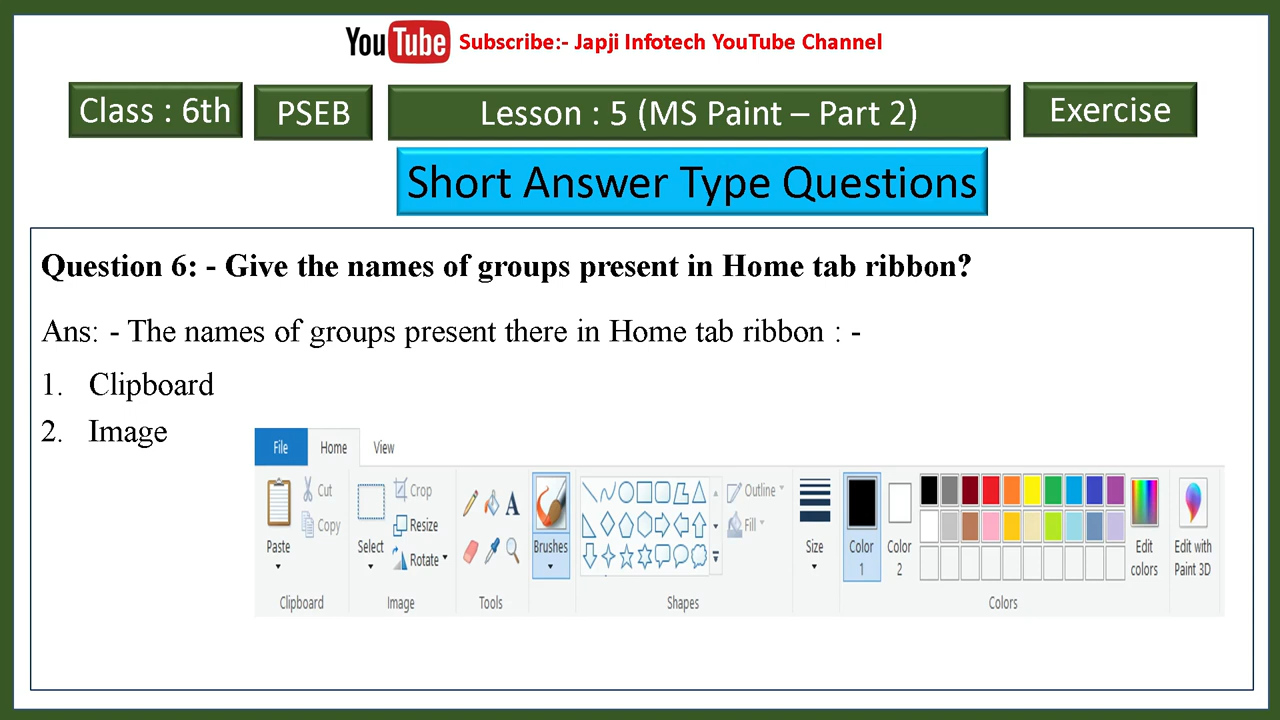 YouTube Subscribe:- Japji Infotech YouTube Channel
Class : 6th PSEB Lesson : 5 (MS Paint – Part 2) Exercise
Short Answer Type Questions
Question 6: - Give the names of groups present in Home tab ribbon?
Ans: - The names of groups present there in Home tab ribbon : -
1. Clipboard
2. Image
File Home View
Cut Crop Outline
Copy Resize A Fill
Paste Select Rotate Brushes Size Color 1 Color 2 Edit colors Edit with Paint 3D
Clipboard Image Tools Shapes Colors